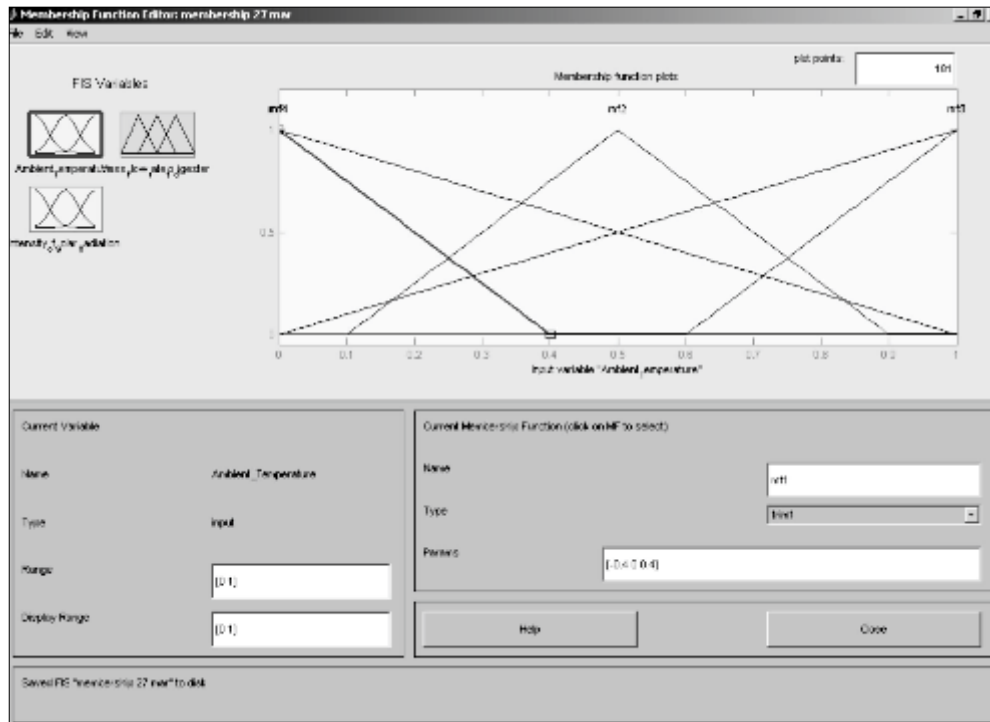 Membership Function Editor: membership 27 mar
File Edit View
FIS Variables
plot points:
101
Membership function plots
mf1
mf2
mf3
1
0.5
0
0 0.1 0.2 0.3 0.4 0.5 0.6 0.7 0.8 0.9 1
input variable "Ambient_Temperature"
Current Variable
Name Ambient_Temperature
Type input
Range [0 1]
Display Range [0 1]
Current Membership Function (click on MF to select)
Name mf1
Type trimf
Params [-0.4 0 0.4]
Help
Close
Saved FIS "membership 27 mar" to disk